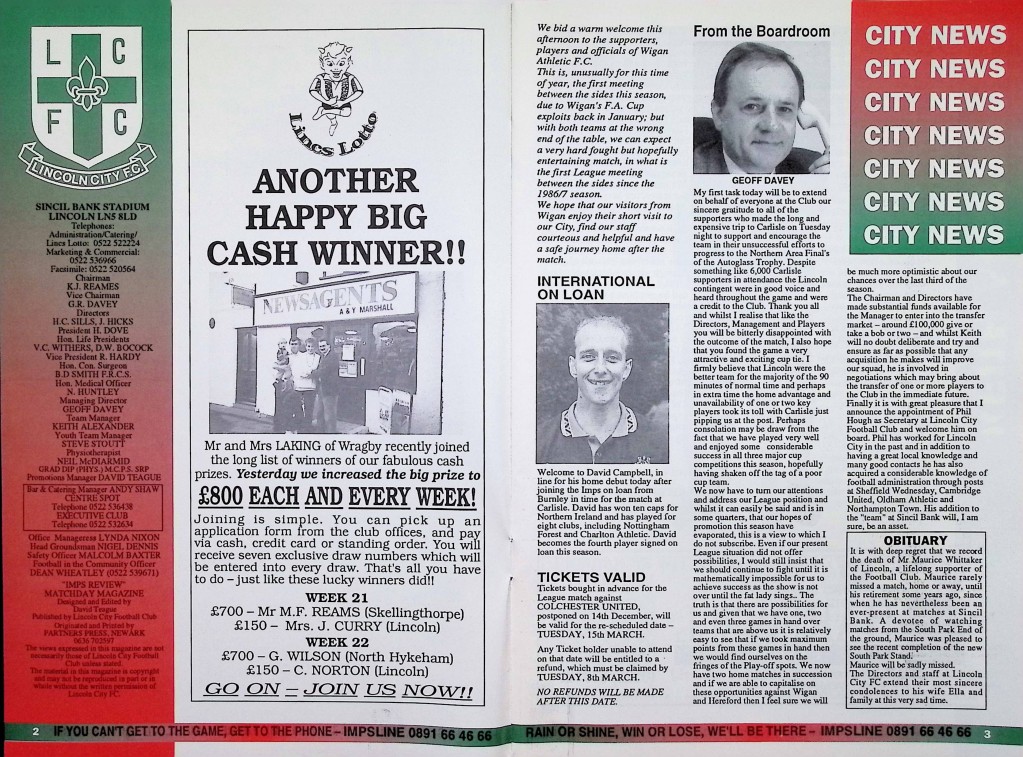 L C
F C
LINCOLN CITY F.C.
SINCIL BANK STADIUM
LINCOLN LN5 8LD
Telephones:
Administration/Catering/
Lincs Lotto: 0522 522224
Marketing & Commercial:
0522 536966
Facsimile: 0522 520564
Chairman
K.J. REAMES
Vice Chairman
G.R. DAVEY
Directors
H.C. SILLS, J. HICKS
President H. DOVE
Hon. Life Presidents
V.C. WITHERS, D.W. BOCOCK
Vice President R. HARDY
Hon. Con. Surgeon
B.D SMITH F.R.C.S.
Hon. Medical Officer
N. HUNTLEY
Managing Director
GEOFF DAVEY
Team Manager
KEITH ALEXANDER
Youth Team Manager
STEVE STOUTT
Physiotherapist
NEIL McDIARMID
GRAD DIP (PHYS.) M.C.P.S. SRP
Promotions Manager DAVID TEAGUE
Bar & Catering Manager ANDY SHAW
CENTRE SPOT
Telephone 0522 536438
EXECUTIVE CLUB
Telephone 0522 532634
Office Manageress LYNDA NIXON
Head Groundsman NIGEL DENNIS
Safety Officer MALCOLM BAXTER
Football in the Community Officer
DEAN WHEATLEY (0522 539671)
"IMPS REVIEW"
MATCHDAY MAGAZINE
Designed and Edited by
David Teague
Published by Lincoln City Football Club
Originated and Printed by
PARTNERS PRESS, NEWARK
0636 702597
The views expressed in this magazine are not
necessarily those of Lincoln City Football
Club unless stated.
The material in this magazine is copyright
and may not be reproduced in part or in
whole without the written permission of
Lincoln City F.C.
Lincs Lotto
ANOTHER
HAPPY BIG
CASH WINNER!!
NEWSAGENTS
A & Y MARSHALL
Mr and Mrs LAKING of Wragby recently joined
the long list of winners of our fabulous cash
prizes. Yesterday we increased the big prize to
£800 EACH AND EVERY WEEK!
Joining is simple. You can pick up an
application form from the club offices, and pay
via cash, credit card or standing order. You will
receive seven exclusive draw numbers which will
be entered into every draw. That's all you have
to do – just like these lucky winners did!!
WEEK 21
£700 – Mr M.F. REAMS (Skellingthorpe)
£150 – Mrs. J. CURRY (Lincoln)
WEEK 22
£700 – G. WILSON (North Hykeham)
£150 – C. NORTON (Lincoln)
GO ON – JOIN US NOW!!
2 IF YOU CAN'T GET TO THE GAME, GET TO THE PHONE – IMPSLINE 0891 66 46 66
We bid a warm welcome this
afternoon to the supporters,
players and officials of Wigan
Athletic F.C.
This is, unusually for this time
of year, the first meeting
between the sides this season,
due to Wigan's F.A. Cup
exploits back in January; but
with both teams at the wrong
end of the table, we can expect
a very hard fought but hopefully
entertaining match, in what is
the first League meeting
between the sides since the
1986/7 season.
We hope that our visitors from
Wigan enjoy their short visit to
our City, find our staff
courteous and helpful and have
a safe journey home after the
match.
INTERNATIONAL
ON LOAN
Welcome to David Campbell, in
line for his home debut today after
joining the Imps on loan from
Burnley in time for the match at
Carlisle. David has won ten caps for
Northern Ireland and has played for
eight clubs, including Nottingham
Forest and Charlton Athletic. David
becomes the fourth player signed on
loan this season.
TICKETS VALID
Tickets bought in advance for the
League match against
COLCHESTER UNITED,
postponed on 14th December, will
be valid for the re-scheduled date –
TUESDAY, 15th MARCH.
Any Ticket holder unable to attend
on that date will be entitled to a
refund, which must be claimed by
TUESDAY, 8th MARCH.
NO REFUNDS WILL BE MADE
AFTER THIS DATE.
From the Boardroom
GEOFF DAVEY
My first task today will be to extend
on behalf of everyone at the Club our
sincere gratitude to all of the
supporters who made the long and
expensive trip to Carlisle on Tuesday
night to support and encourage the
team in their unsuccessful efforts to
progress to the Northern Area Final's
of the Autoglass Trophy. Despite
something like 6,000 Carlisle
supporters in attendance the Lincoln
contingent were in good voice and
heard throughout the game and were
a credit to the Club. Thank you all
and whilst I realise that like the
Directors, Management and Players
you will be bitterly disappointed with
the outcome of the match, I also hope
that you found the game a very
attractive and exciting cup tie. I
firmly believe that Lincoln were the
better team for the majority of the 90
minutes of normal time and perhaps
in extra time the home advantage and
unavailability of one or two key
players took its toll with Carlisle just
pipping us at the post. Perhaps
consolation may be draw from the
fact that we have played very well
and enjoyed some considerable
success in all three major cup
competitions this season, hopefully
having shaken off the tag of a poor
cup team.
We now have to turn our attentions
and address our League position and
whilst it can easily be said and is in
some quarters, that our hopes of
promotion this season have
evaporated, this is a view to which I
do not subscribe. Even if our present
League situation did not offer
possibilities, I would still insist that
we should continue to fight until it is
mathematically impossible for us to
achieve success as the show is not
over until the fat lady sings.. The
truth is that there are possibilities for
us and given that we have one, two
and even three games in hand over
teams that are above us it is relatively
easy to see that if we took maximum
points from these games in hand then
we would find ourselves on the
fringes of the Play-off spots. We now
have two home matches in succession
and if we are able to capitalise on
these opportunities against Wigan
and Hereford then I feel sure we will
CITY NEWS
CITY NEWS
CITY NEWS
CITY NEWS
CITY NEWS
CITY NEWS
CITY NEWS
be much more optimistic about our
chances over the last third of the
season.
The Chairman and Directors have
made substantial funds available for
the Manager to enter into the transfer
market – around £100,000 give or
take a bob or two – and whilst Keith
will no doubt deliberate and try and
ensure as far as possible that any
acquisition he makes will improve
our squad, he is involved in
negotiations which may bring about
the transfer of one or more players to
the Club in the immediate future.
Finally it is with great pleasure that I
announce the appointment of Phil
Hough as Secretary at Lincoln City
Football Club and welcome him on
board. Phil has worked for Lincoln
City in the past and in addition to
having a great local knowledge and
many good contacts he has also
acquired a considerable knowledge of
football administration through posts
at Sheffield Wednesday, Cambridge
United, Oldham Athletic and
Northampton Town. His addition to
the "team" at Sincil Bank will, I am
sure, be an asset.
OBITUARY
It is with deep regret that we record
the death of Mr Maurice Whittaker
of Lincoln, a lifelong supporter of
the Football Club. Maurice rarely
missed a match, home or away, until
his retirement some years ago, since
when he has nevertheless been an
ever-present at matches at Sincil
Bank. A devotee of watching
matches from the South Park End of
the ground, Maurice was pleased to
see the recent completion of the new
South Park Stand.
Maurice will be sadly missed.
The Directors and staff at Lincoln
City FC extend their most sincere
condolences to his wife Ella and
family at this very sad time.
RAIN OR SHINE, WIN OR LOSE, WE'LL BE THERE – IMPSLINE 0891 66 46 66 3